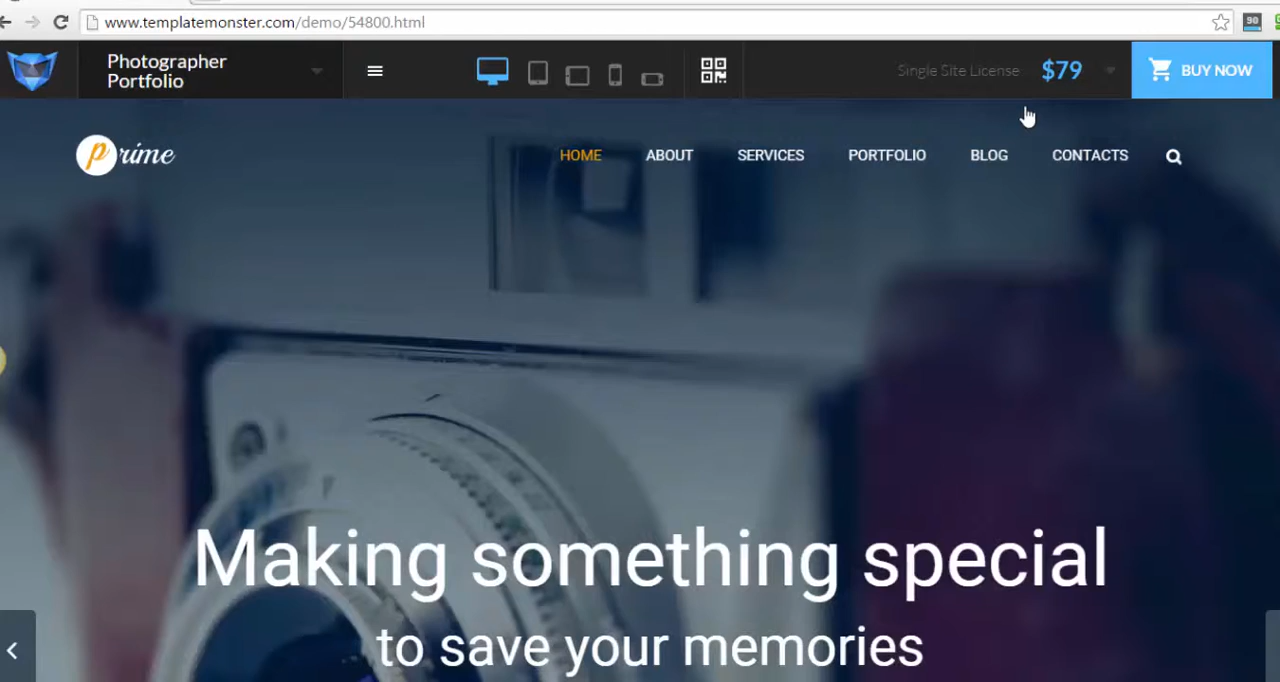 www.templatemonster.com/demo/54800.html
90
Photographer
Portfolio
Single Site License $79
BUY NOW
Prime
HOME ABOUT SERVICES PORTFOLIO BLOG CONTACTS
Making something special
to save your memories